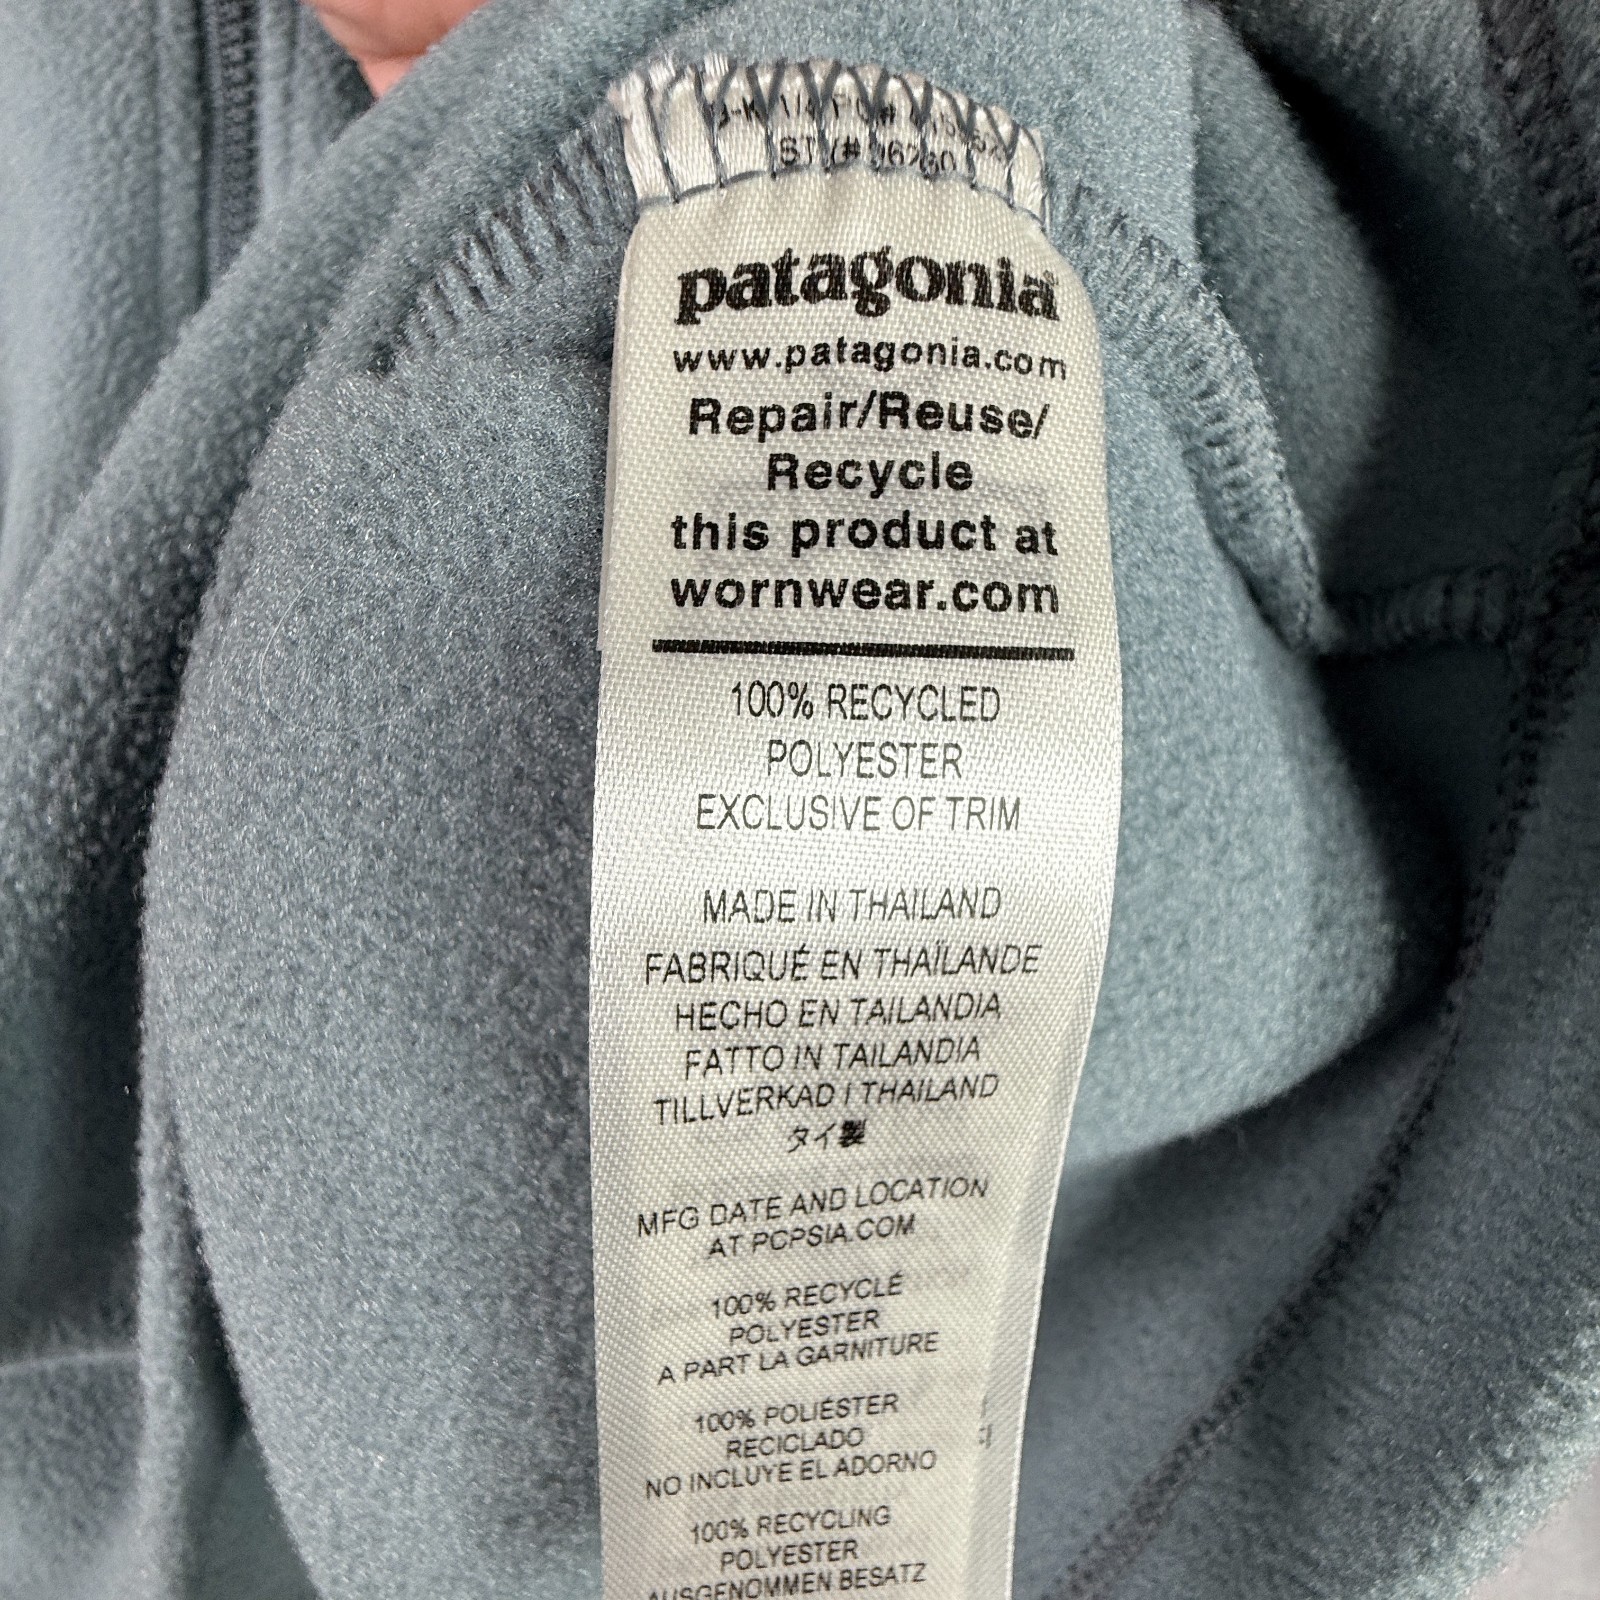 patagonia
www.patagonia.com
Repair/Reuse/
Recycle
this product at
wornwear.com
100% RECYCLED
POLYESTER
EXCLUSIVE OF TRIM
MADE IN THAILAND
FABRIQUÉ EN THAÏLANDE
HECHO EN TAILANDIA
FATTO IN TAILANDIA
TILLVERKAD I THAILAND
タイ製
MFG DATE AND LOCATION
AT PCPSIA.COM
100% RECYCLÉ
POLYESTER
A PART LA GARNITURE
100% POLIÉSTER
RECICLADO
NO INCLUYE EL ADORNO
100% RECYCLING
POLYESTER
AUSGENOMMEN BESATZ